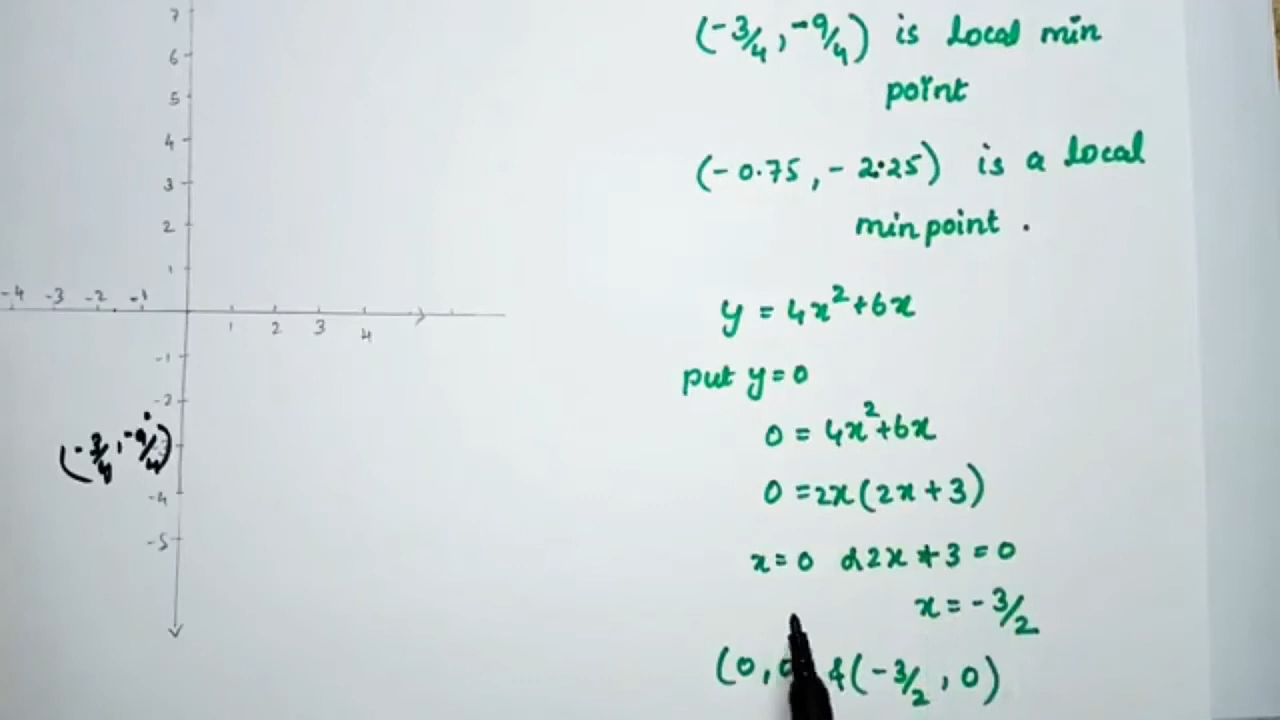 7
6
5
4
3
2
1
-4 -3 -2 -1
1 2 3 4
-1
-2
(-3/4, -9/4)
-4
-5
(-3/4, -9/4) is local min
point
(-0.75, -2.25) is a local
min point.
y = 4x²+6x
put y=0
0 = 4x²+6x
0 = 2x(2x+3)
x=0 & 2x+3=0
x = -3/2
(0, &(-3/2, 0)